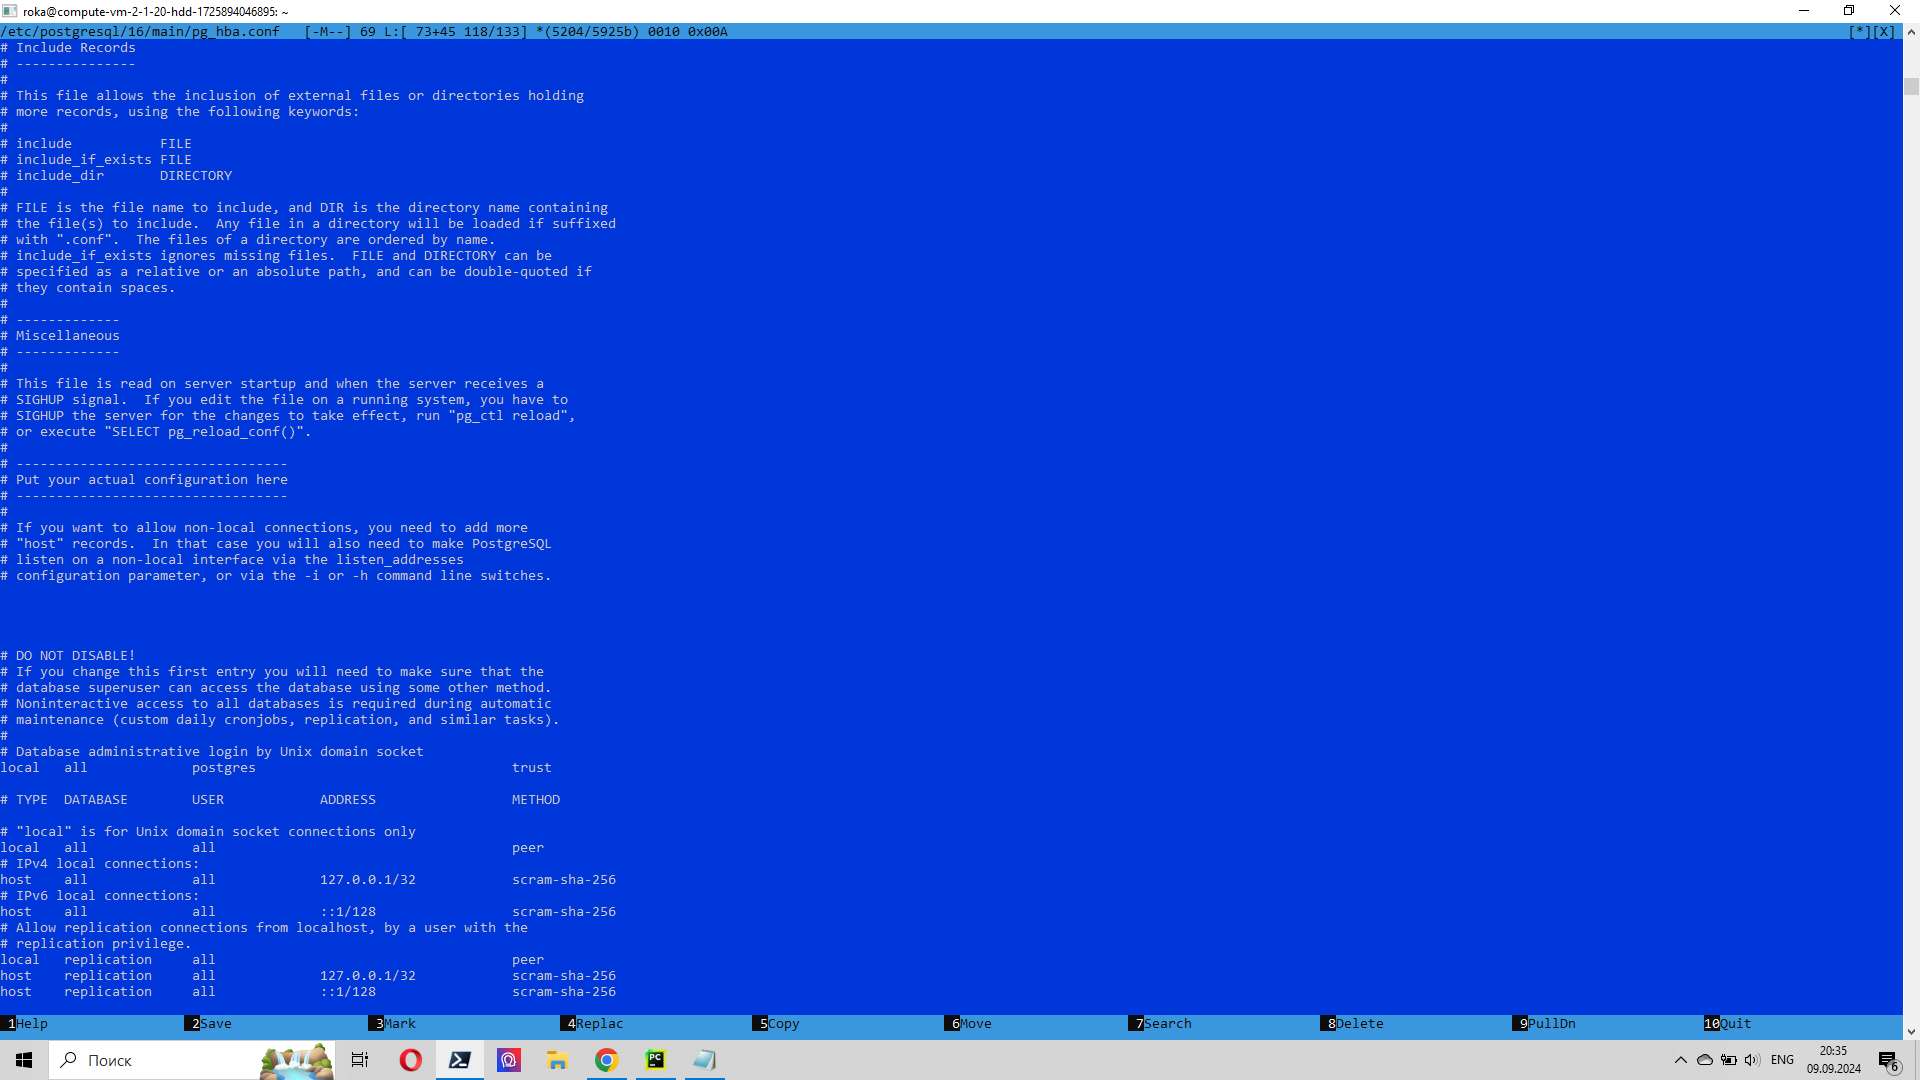 roka@compute-vm-2-1-20-hdd-1725894046895: ~
/etc/postgresql/16/main/pg_hba.conf   [-M--] 69 L:[ 73+45 118/133] *(5204/5925b) 0010 0x00A [*][X]
# Include Records
# ---------------
#
# This file allows the inclusion of external files or directories holding
# more records, using the following keywords:
#
# include           FILE
# include_if_exists FILE
# include_dir       DIRECTORY
#
# FILE is the file name to include, and DIR is the directory name containing
# the file(s) to include.  Any file in a directory will be loaded if suffixed
# with ".conf".  The files of a directory are ordered by name.
# include_if_exists ignores missing files.  FILE and DIRECTORY can be
# specified as a relative or an absolute path, and can be double-quoted if
# they contain spaces.
#
# -------------
# Miscellaneous
# -------------
#
# This file is read on server startup and when the server receives a
# SIGHUP signal.  If you edit the file on a running system, you have to
# SIGHUP the server for the changes to take effect, run "pg_ctl reload",
# or execute "SELECT pg_reload_conf()".
#
# ----------------------------------
# Put your actual configuration here
# ----------------------------------
#
# If you want to allow non-local connections, you need to add more
# "host" records.  In that case you will also need to make PostgreSQL
# listen on a non-local interface via the listen_addresses
# configuration parameter, or via the -i or -h command line switches.
# DO NOT DISABLE!
# If you change this first entry you will need to make sure that the
# database superuser can access the database using some other method.
# Noninteractive access to all databases is required during automatic
# maintenance (custom daily cronjobs, replication, and similar tasks).
#
# Database administrative login by Unix domain socket
local   all             postgres                                trust
# TYPE  DATABASE        USER            ADDRESS                 METHOD
# "local" is for Unix domain socket connections only
local   all             all                                     peer
# IPv4 local connections:
host    all             all             127.0.0.1/32            scram-sha-256
# IPv6 local connections:
host    all             all             ::1/128                 scram-sha-256
# Allow replication connections from localhost, by a user with the
# replication privilege.
local   replication     all                                     peer
host    replication     all             127.0.0.1/32            scram-sha-256
host    replication     all             ::1/128                 scram-sha-256
1Help 2Save 3Mark 4Replac 5Copy 6Move 7Search 8Delete 9PullDn 10Quit
Поиск PC ENG 20:35 6
09.09.2024